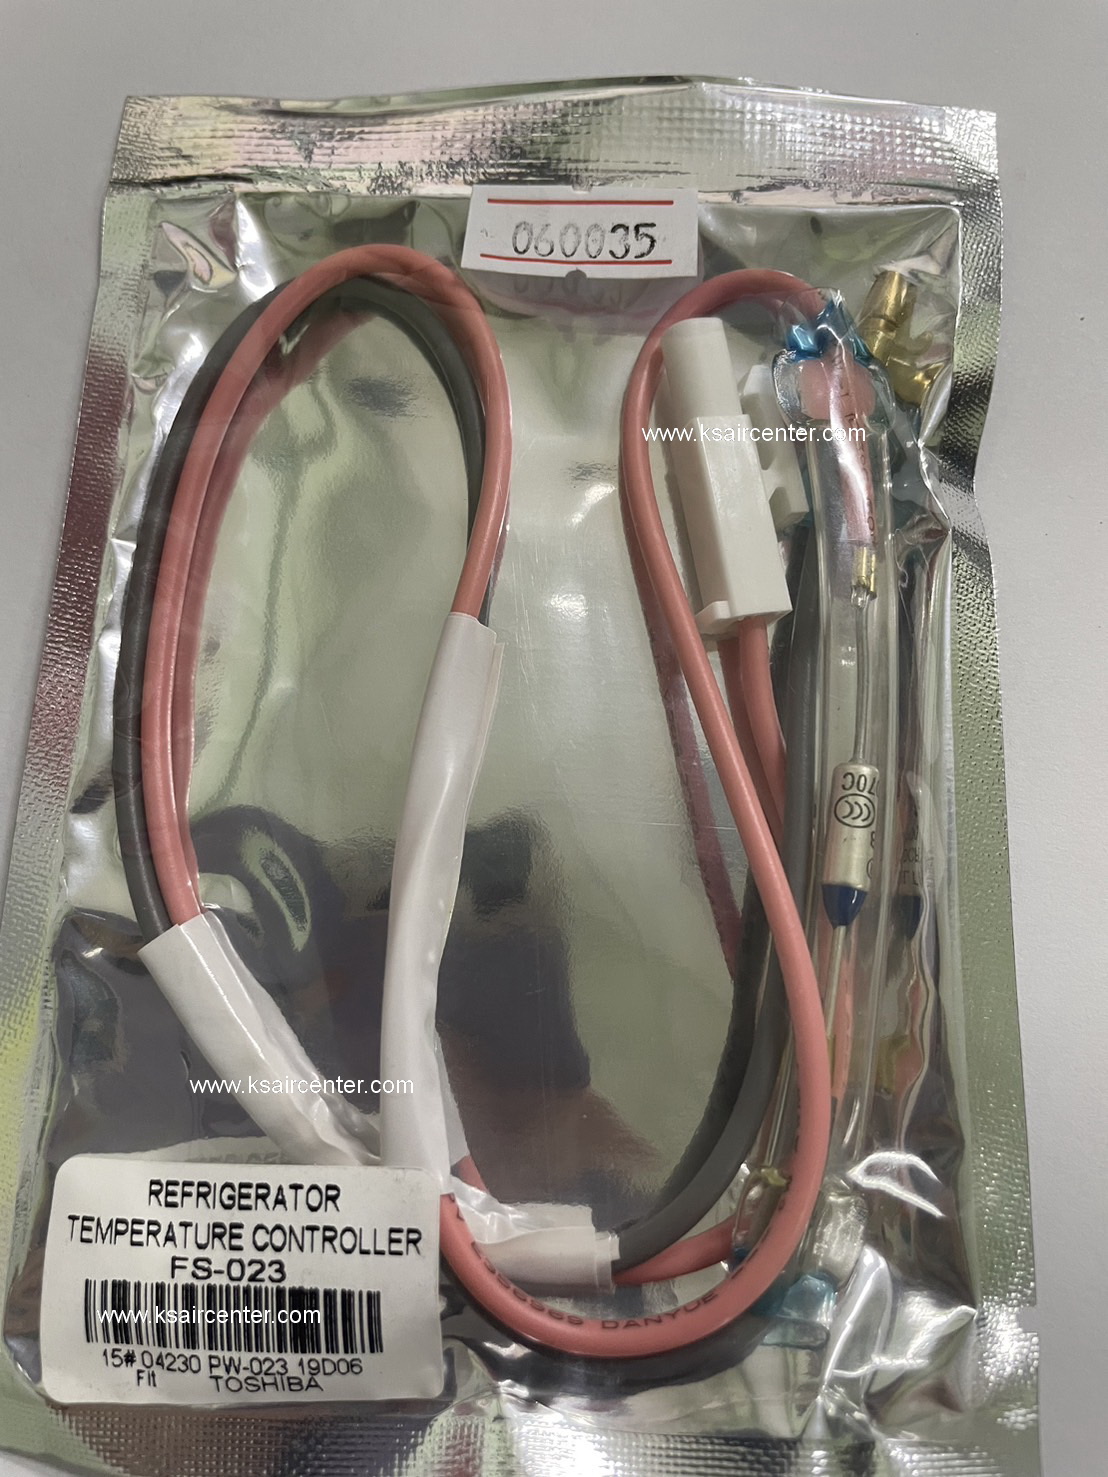 060035
www.ksaircenter.com
70C
www.ksaircenter.com
REFRIGERATOR
TEMPERATURE CONTROLLER
FS-023
www.ksaircenter.com
15# 04230 PW-023 19D06
Fit TOSHIBA
DANYUE